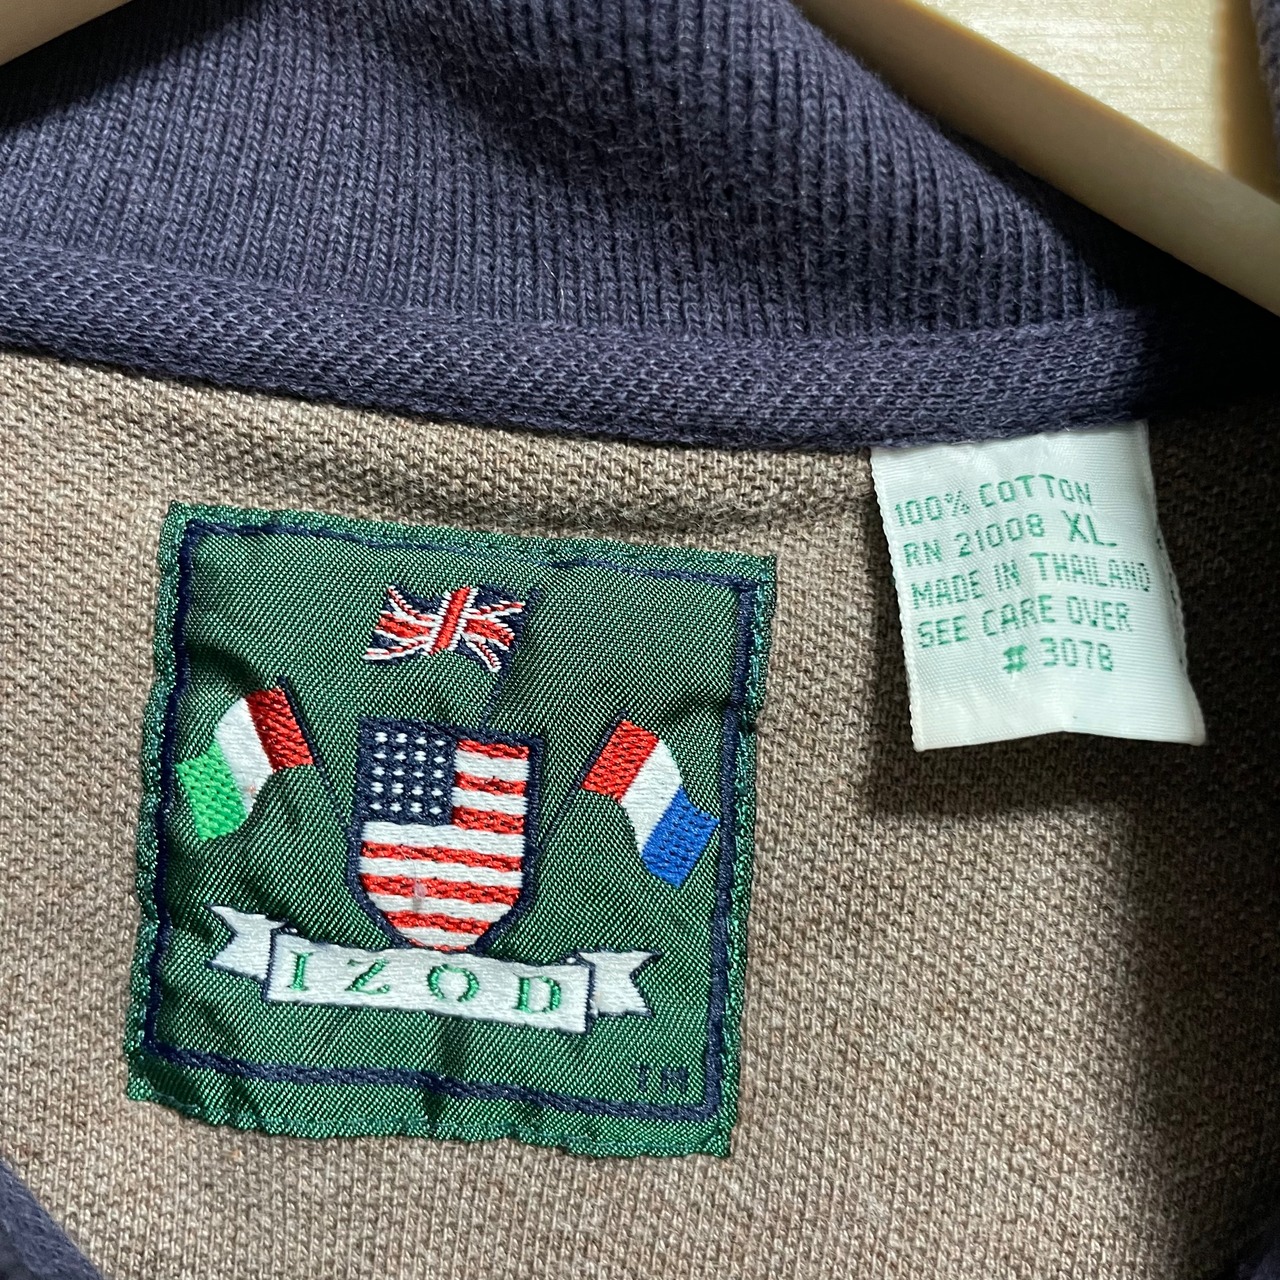 100% COTTON
RN 21008 XL
MADE IN THAILAND
SEE CARE OVER
# 3078
IZOD
TM